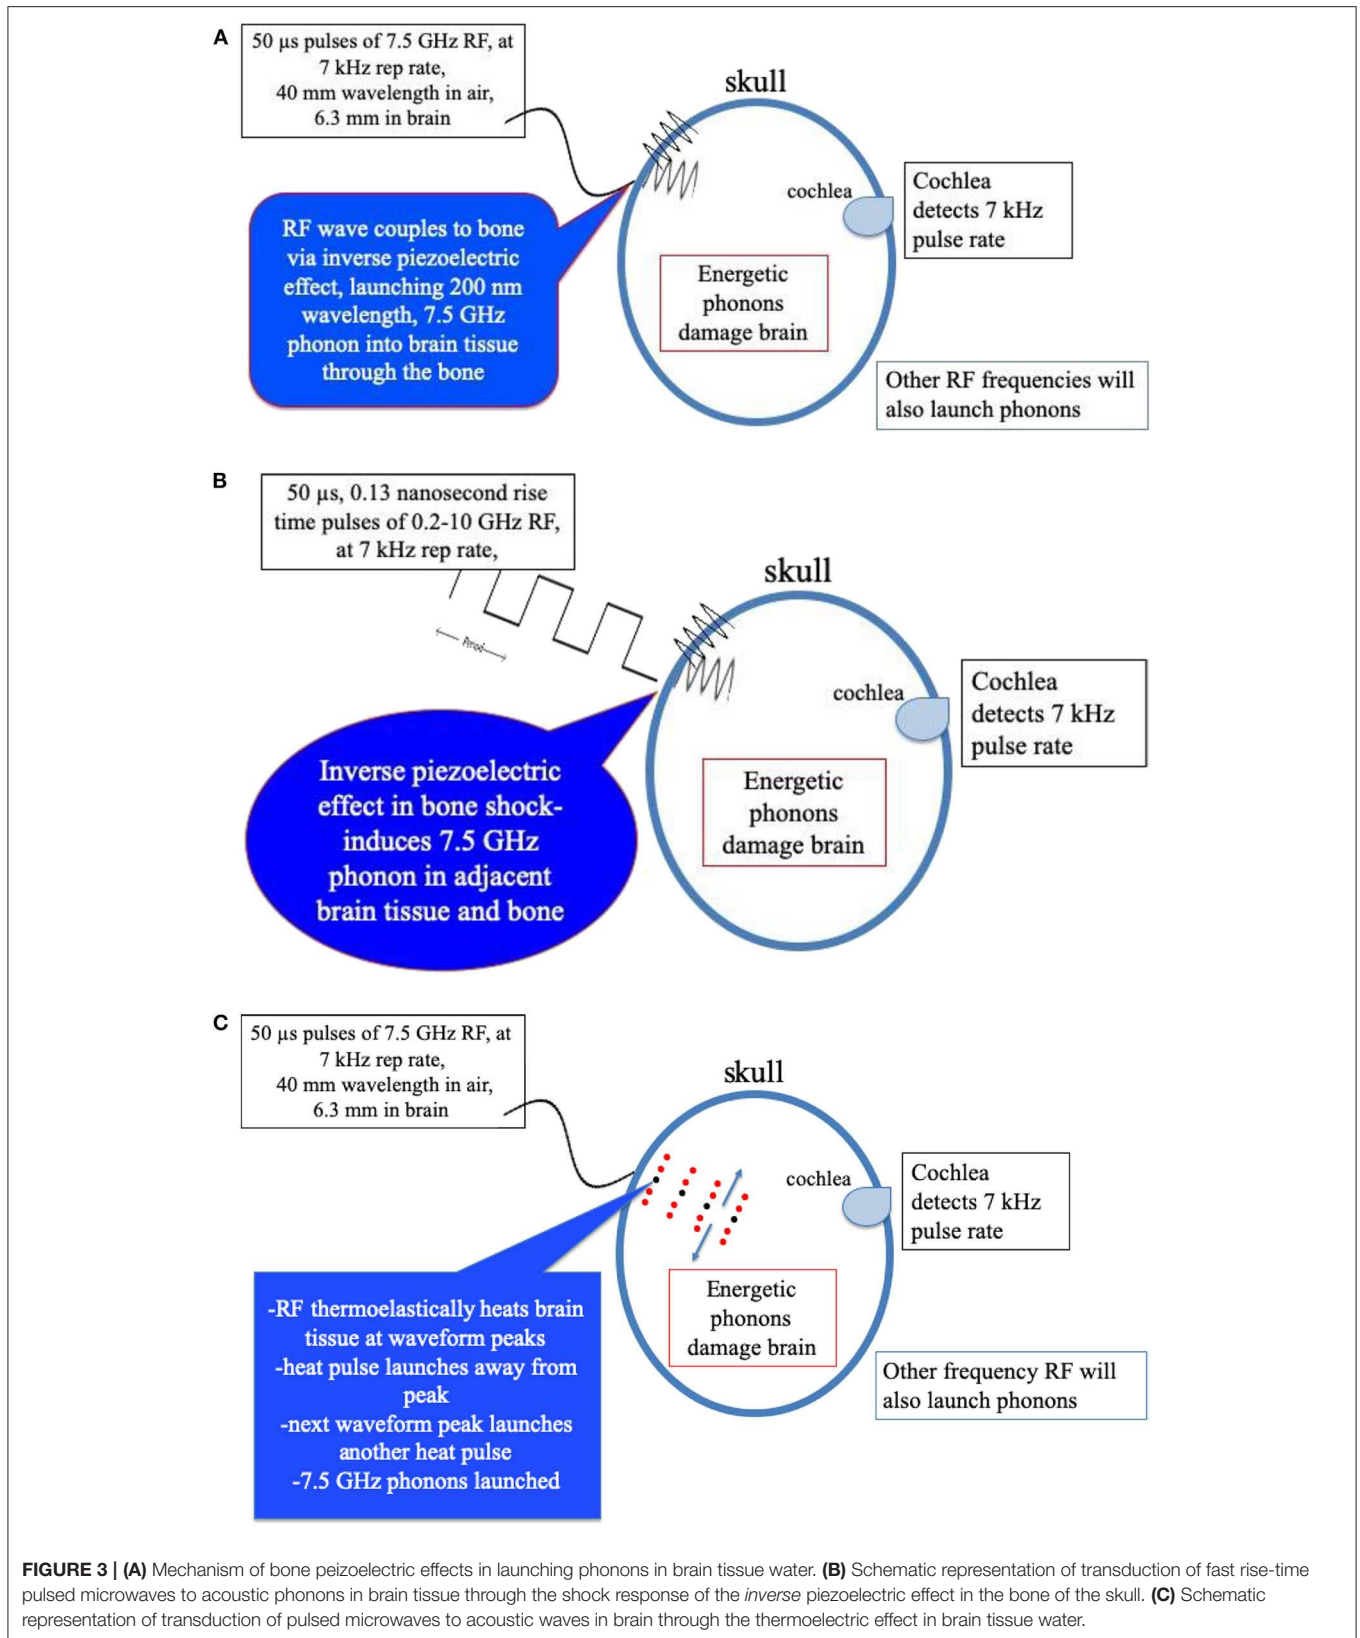 A
50 µs pulses of 7.5 GHz RF, at
7 kHz rep rate,
40 mm wavelength in air,
6.3 mm in brain
skull
RF wave couples to bone
via inverse piezoelectric
effect, launching 200 nm
wavelength, 7.5 GHz
phonon into brain tissue
through the bone
cochlea
Cochlea
detects 7 kHz
pulse rate
Energetic
phonons
damage brain
Other RF frequencies will
also launch phonons
B
50 µs, 0.13 nanosecond rise
time pulses of 0.2-10 GHz RF,
at 7 kHz rep rate,
Period
skull
Inverse piezoelectric
effect in bone shock-
induces 7.5 GHz
phonon in adjacent
brain tissue and bone
cochlea
Cochlea
detects 7 kHz
pulse rate
Energetic
phonons
damage brain
C
50 µs pulses of 7.5 GHz RF, at
7 kHz rep rate,
40 mm wavelength in air,
6.3 mm in brain
skull
cochlea
Cochlea
detects 7 kHz
pulse rate
-RF thermoelastically heats brain
tissue at waveform peaks
-heat pulse launches away from
peak
-next waveform peak launches
another heat pulse
-7.5 GHz phonons launched
Energetic
phonons
damage brain
Other frequency RF will
also launch phonons
FIGURE 3 | (A) Mechanism of bone peizoelectric effects in launching phonons in brain tissue water. (B) Schematic representation of transduction of fast rise-time
pulsed microwaves to acoustic phonons in brain tissue through the shock response of the inverse piezoelectric effect in the bone of the skull. (C) Schematic
representation of transduction of pulsed microwaves to acoustic waves in brain through the thermoelectric effect in brain tissue water.